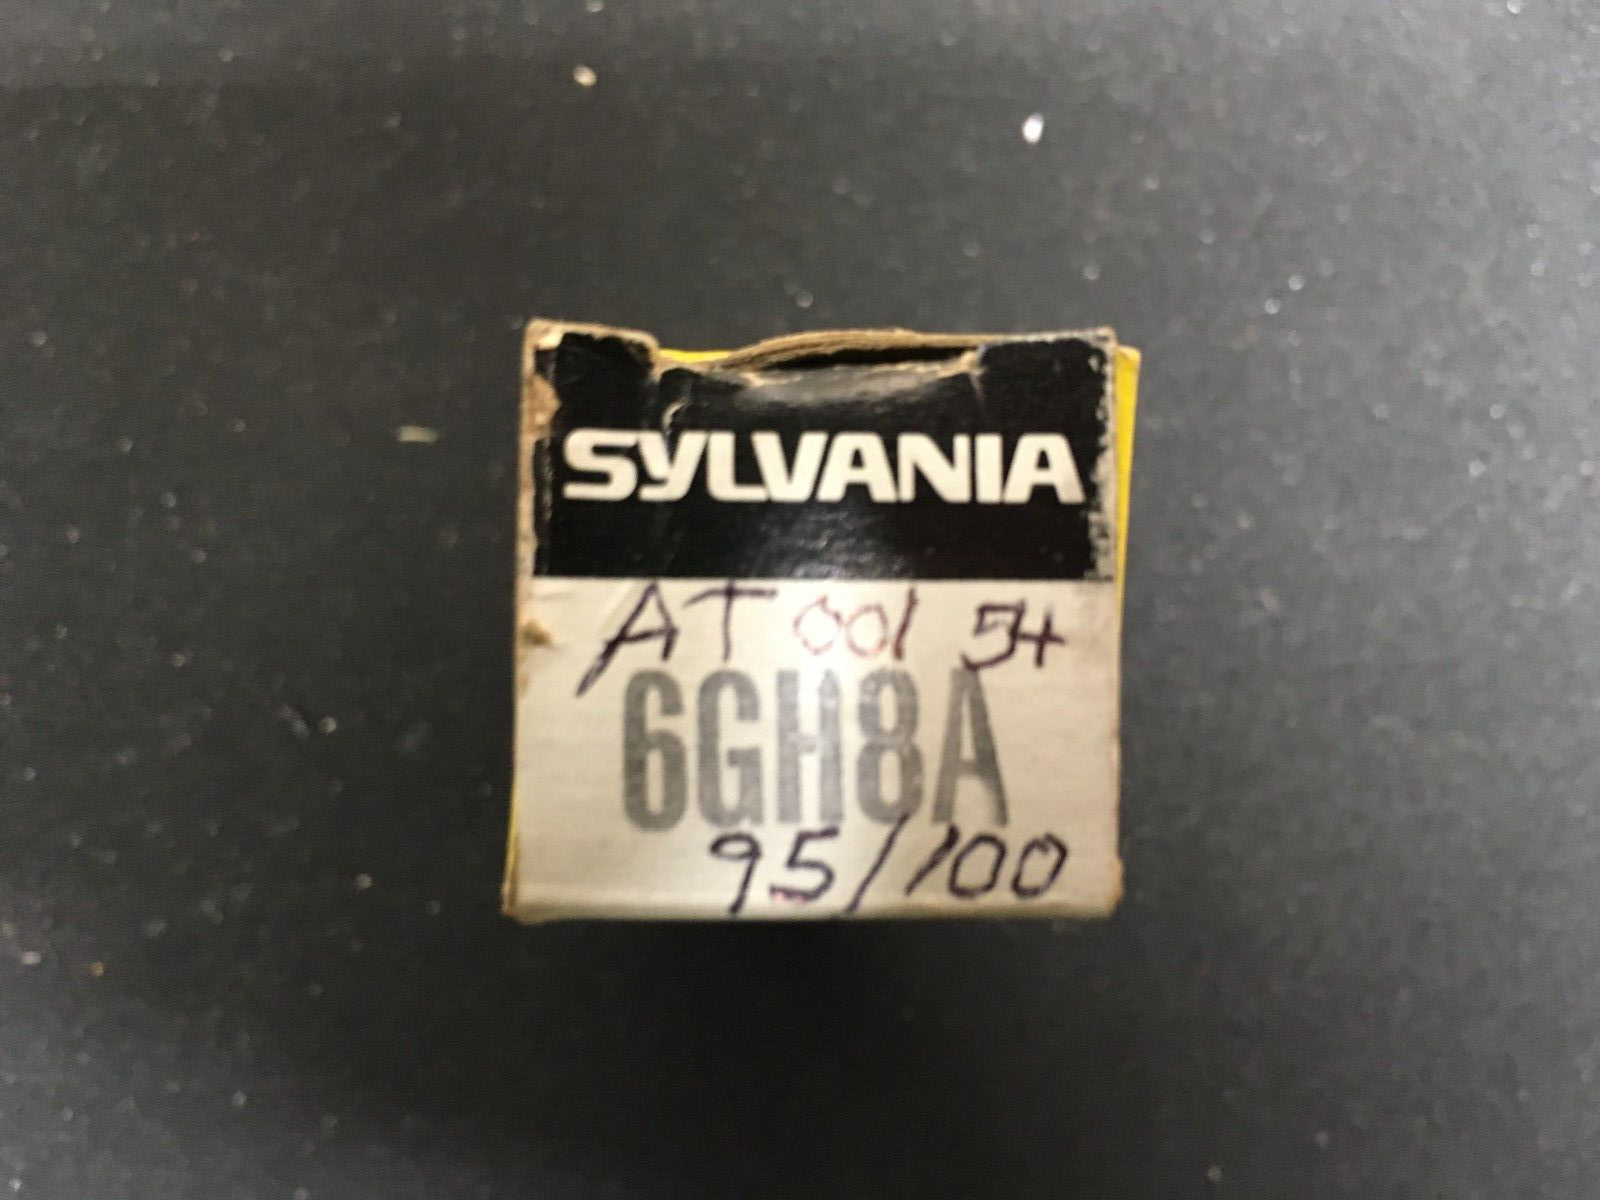 SYLVANIA
AT 001 54
6GH8A
95/100